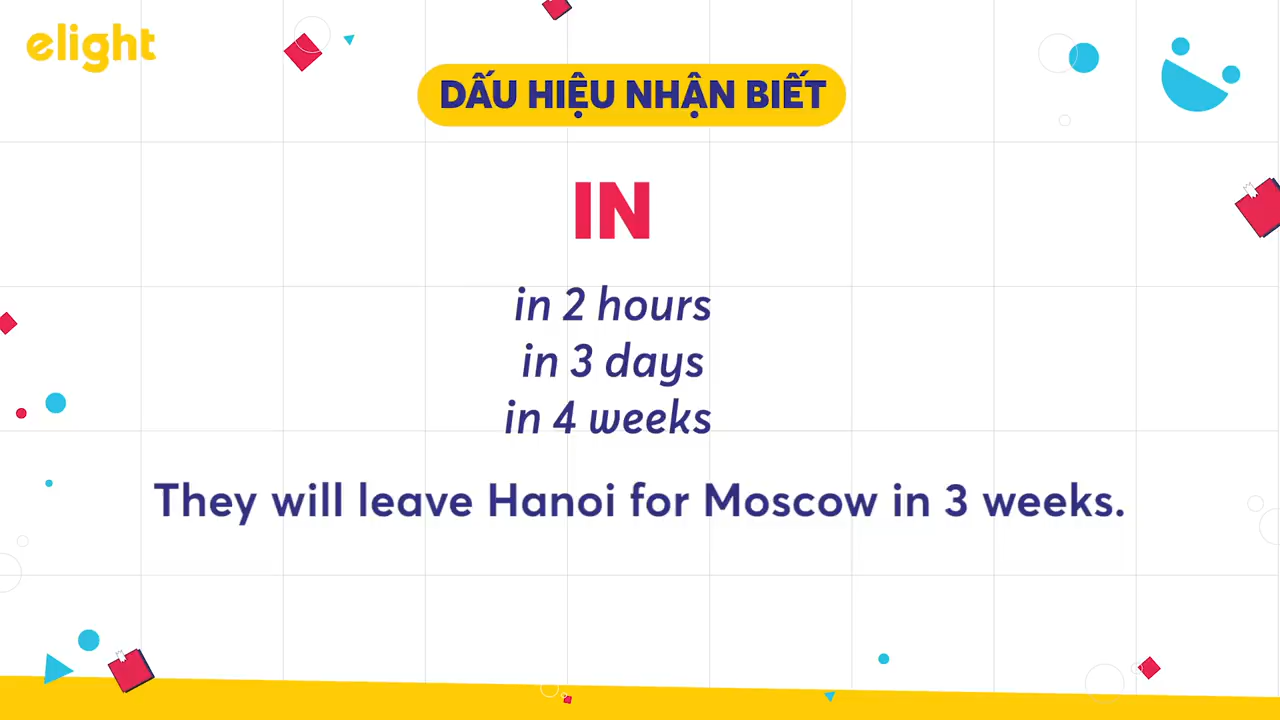 elight
DẤU HIỆU NHẬN BIẾT
IN
in 2 hours
in 3 days
in 4 weeks
They will leave Hanoi for Moscow in 3 weeks.